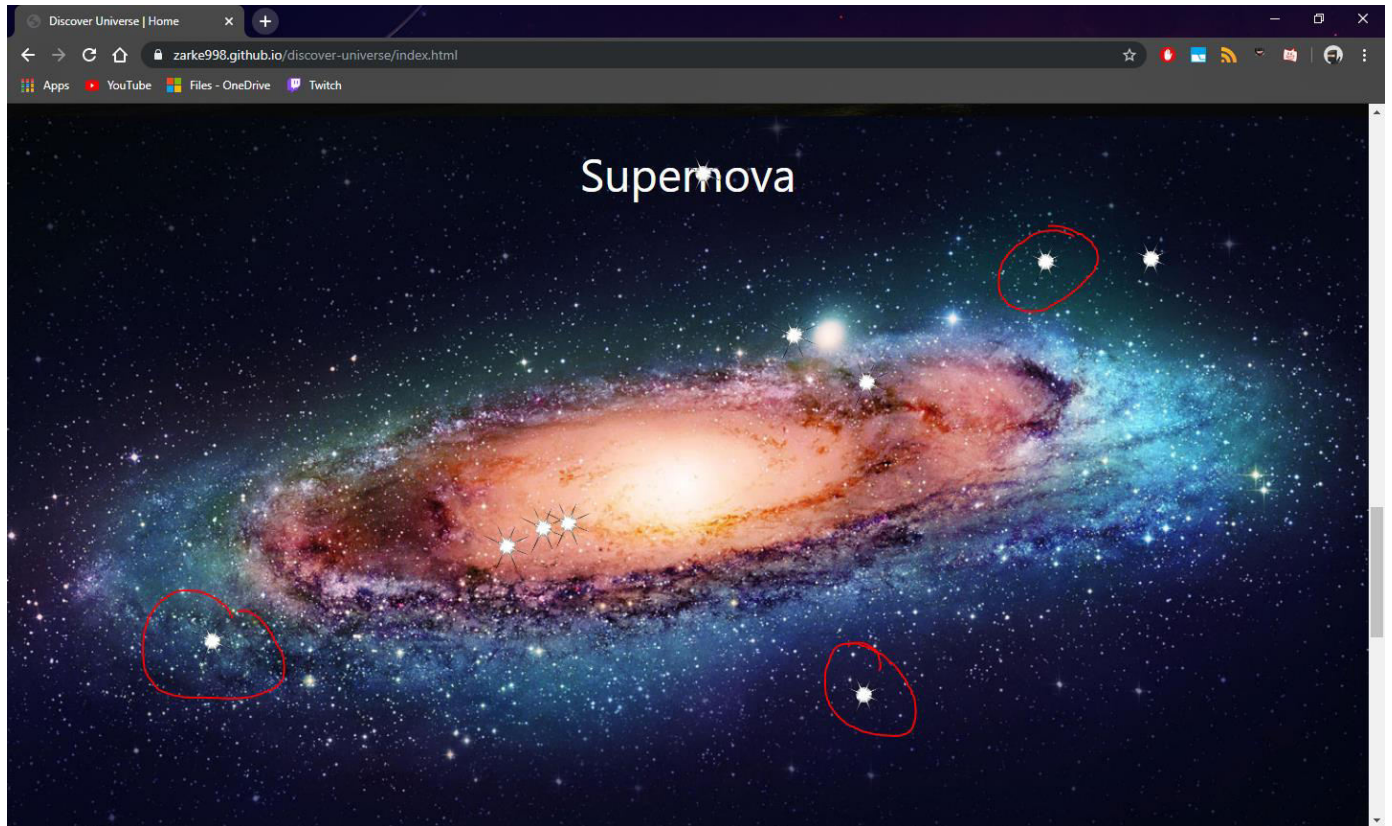 Discover Universe | Home
zarke998.github.io/discover-universe/index.html
Apps YouTube Files - OneDrive Twitch
Supernova